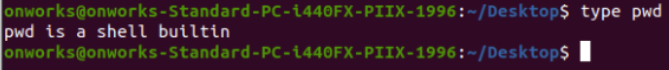 onworks@onworks-Standard-PC-i440FX-PIIX-1996:~/Desktop$ type pwd
pwd is a shell builtin
onworks@onworks-Standard-PC-i440FX-PIIX-1996:~/Desktop$